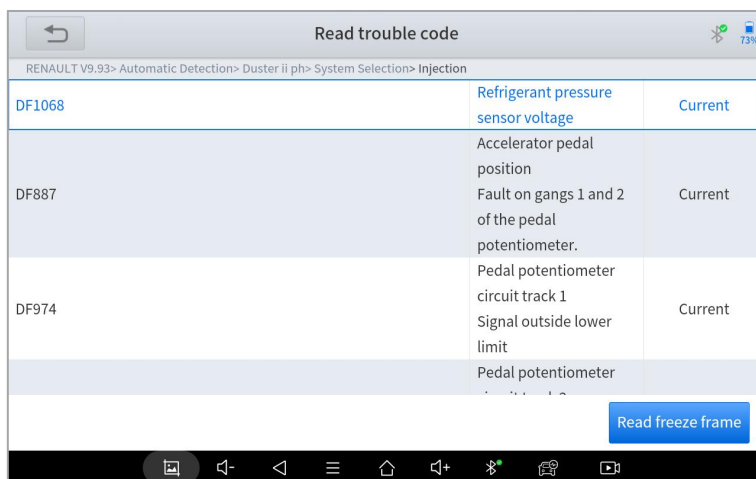 Read trouble code
73%
RENAULT V9.93> Automatic Detection> Duster ii ph> System Selection> Injection
DF1068
Refrigerant pressure
sensor voltage
Current
DF887
Accelerator pedal
position
Fault on gangs 1 and 2
of the pedal
potentiometer.
Current
DF974
Pedal potentiometer
circuit track 1
Signal outside lower
limit
Current
Pedal potentiometer
Read freeze frame